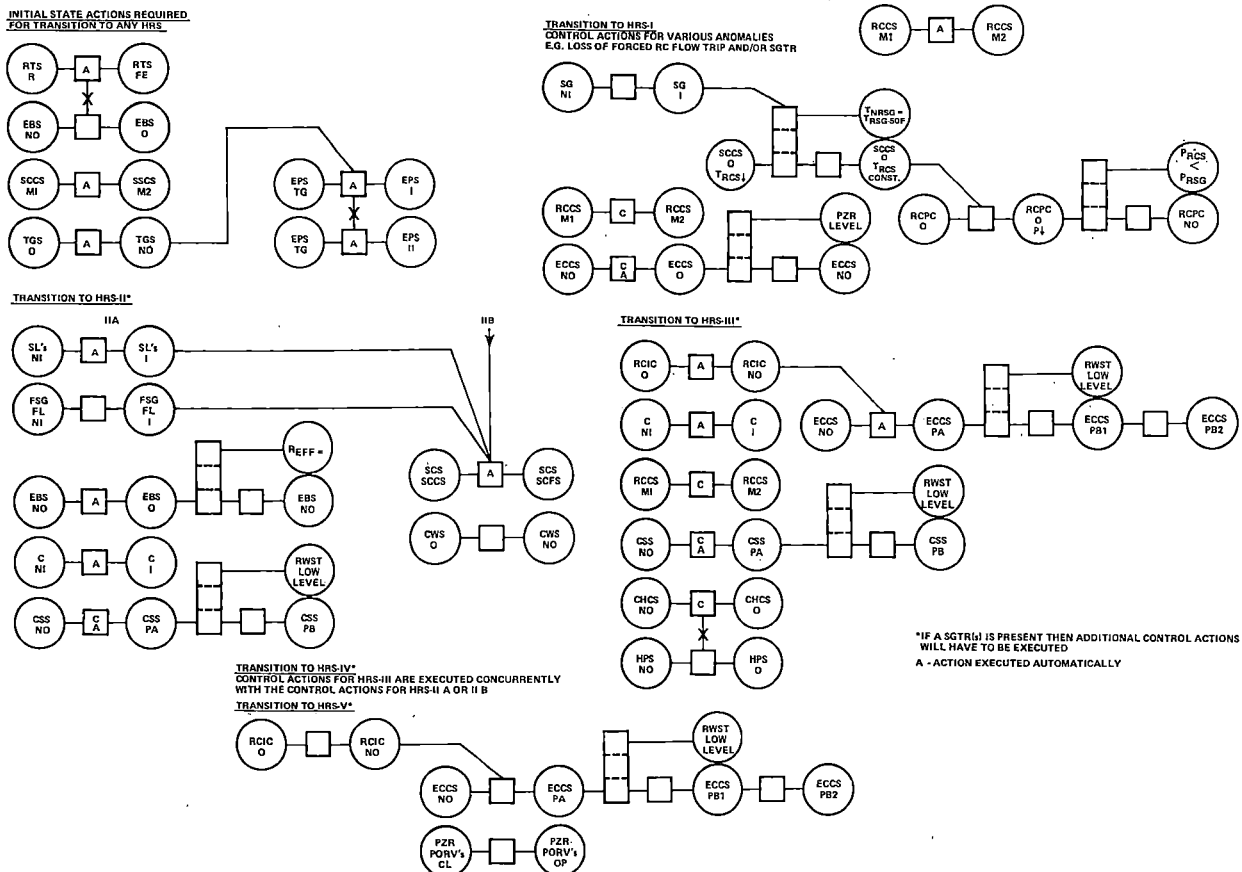 INITIAL STATE ACTIONS REQUIRED
FOR TRANSITION TO ANY HRS
RTS
R
A
RTS
FE
X
EBS
NO
EBS
O
SCCS
MI
A
SSCS
M2
TGS
O
A
TGS
NO
EPS
TG
A
EPS
I
X
EPS
TG
A
EPS
II
TRANSITION TO HRS-I
CONTROL ACTIONS FOR VARIOUS ANOMALIES
E.G. LOSS OF FORCED RC FLOW TRIP AND/OR SGTR
RCCS
M1
A
RCCS
M2
SG
NI
SG
I
TNRSG =
TRSG-50F
SCCS
O
TRCS↓
SCCS
O
TRCS
CONST.
PRCS
<
PRSG
RCPC
O
RCPC
O
P↓
RCPC
NO
RCCS
M1
C
RCCS
M2
PZR
LEVEL
ECCS
NO
C
A
ECCS
O
ECCS
NO
TRANSITION TO HRS-II*
IIA
IIB
SL's
NI
A
SL's
I
FSG
FL
NI
FSG
FL
I
REFF =
EBS
NO
A
EBS
O
EBS
NO
C
NI
A
C
I
RWST
LOW
LEVEL
CSS
NO
C
A
CSS
PA
CSS
PB
SCS
SCCS
A
SCS
SCFS
CWS
O
CWS
NO
TRANSITION TO HRS-III*
RCIC
O
A
RCIC
NO
RWST
LOW
LEVEL
ECCS
NO
A
ECCS
PA
ECCS
PB1
ECCS
PB2
C
NI
A
C
I
RCCS
MI
C
RCCS
M2
RWST
LOW
LEVEL
CSS
NO
C
A
CSS
PA
CSS
PB
CHCS
NO
C
CHCS
O
X
HPS
NO
HPS
O
*IF A SGTR(s) IS PRESENT THEN ADDITIONAL CONTROL ACTIONS
WILL HAVE TO BE EXECUTED
A - ACTION EXECUTED AUTOMATICALLY
TRANSITION TO HRS-IV*
CONTROL ACTIONS FOR HRS-III ARE EXECUTED CONCURRENTLY
WITH THE CONTROL ACTIONS FOR HRS-II A OR II B
TRANSITION TO HRS-V*
RCIC
O
RCIC
NO
RWST
LOW
LEVEL
ECCS
NO
ECCS
PA
ECCS
PB1
ECCS
PB2
PZR
PORV's
CL
PZR
PORV's
OP